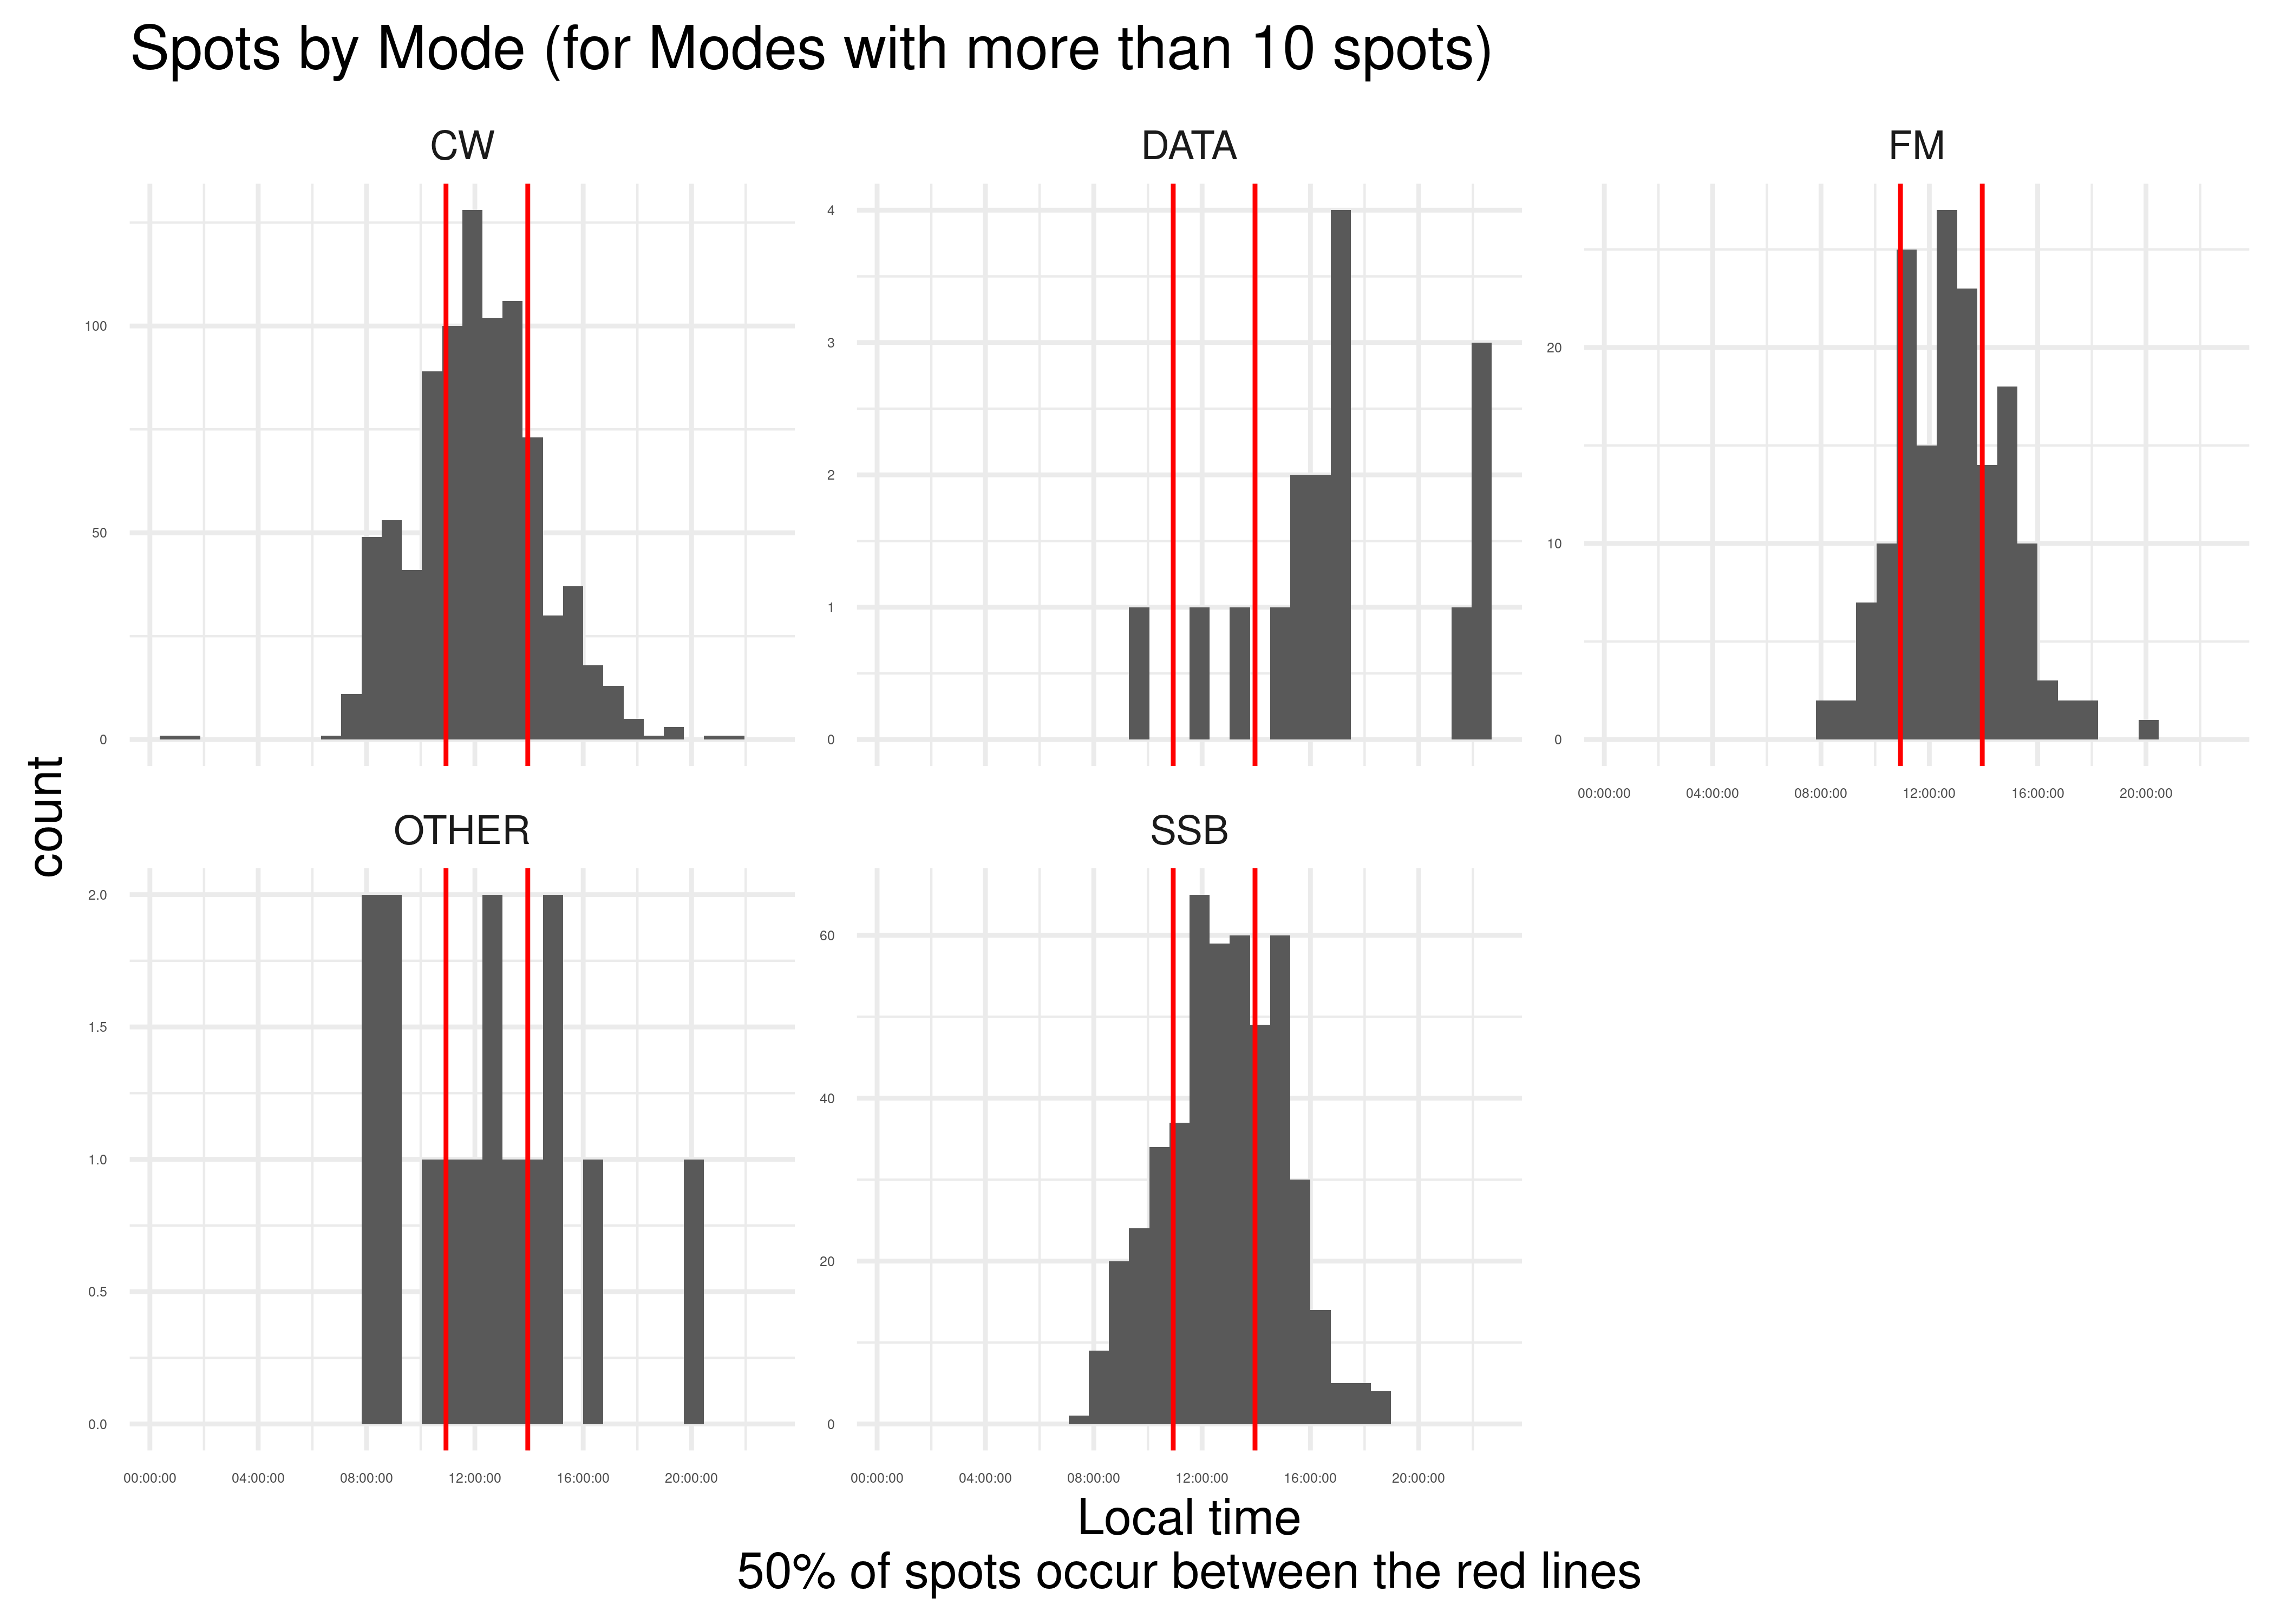 Spots by Mode (for Modes with more than 10 spots)
CW
DATA
FM
100
50
0
4
3
2
1
0
20
10
0
00:00:00 04:00:00 08:00:00 12:00:00 16:00:00 20:00:00
count
OTHER
SSB
2.0
1.5
1.0
0.5
0.0
60
40
20
0
00:00:00 04:00:00 08:00:00 12:00:00 16:00:00 20:00:00
00:00:00 04:00:00 08:00:00 12:00:00 16:00:00 20:00:00
Local time
50% of spots occur between the red lines